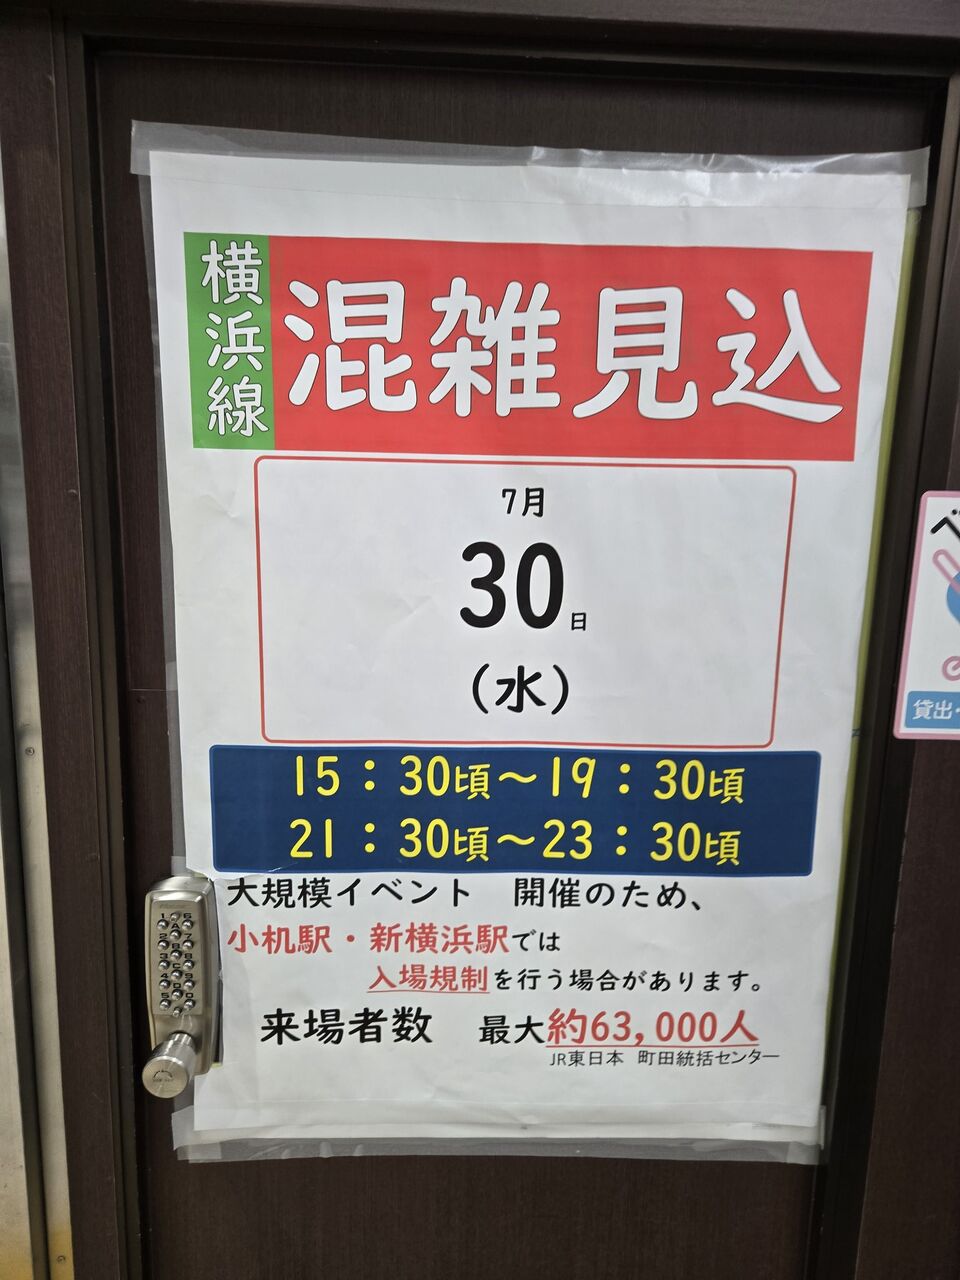 横浜線
混雑見込
7月
30日
(水)
15：30頃～19：30頃
21：30頃～23：30頃
大規模イベント　開催のため、
小机駅・新横浜駅では
入場規制を行う場合があります。
来場者数　最大約63,000人
JR東日本　町田統括センター
貸出・